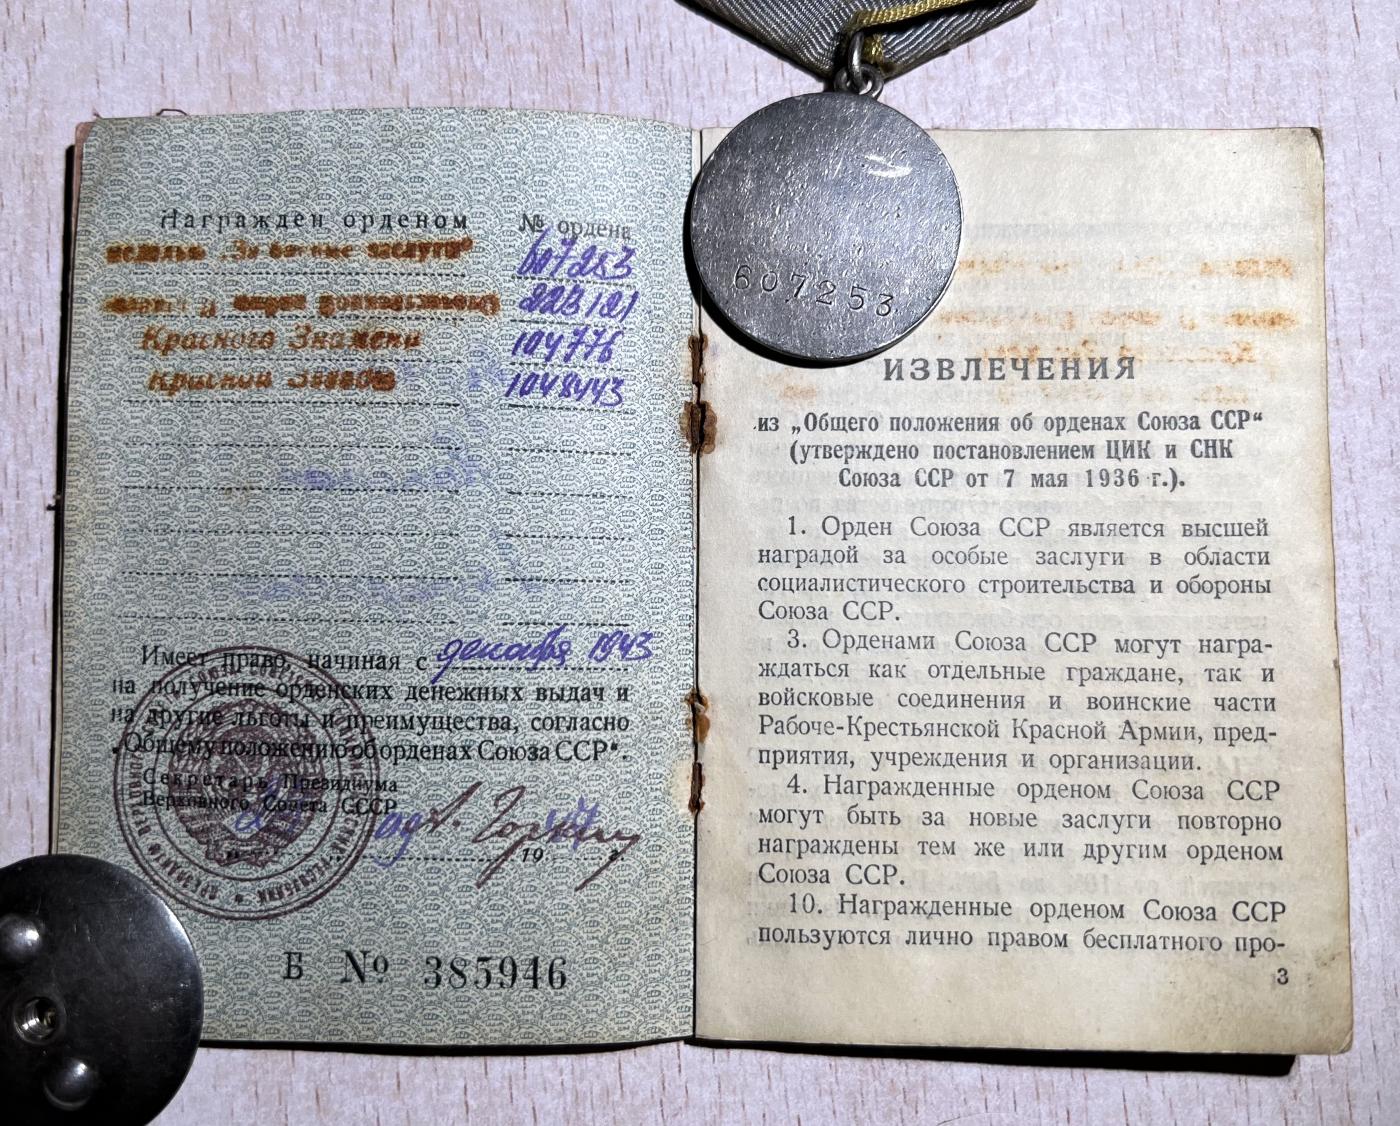 Награжден орденом № ордена
медалью „За боевые заслуги“ 607253
223121
Красного Знамени 104776
Красной Звезды 1048443
Имеет право, начиная с декабря 1943
на получение орденских денежных выдач и
на другие льготы и преимущества, согласно
„Общему положению об орденах Союза ССР“.
Секретарь Президиума
Верховного Совета СССР
19 г.
Б № 385946
607253
ИЗВЛЕЧЕНИЯ
из „Общего положения об орденах Союза ССР“
(утверждено постановлением ЦИК и СНК
Союза ССР от 7 мая 1936 г.).
1. Орден Союза ССР является высшей
наградой за особые заслуги в области
социалистического строительства и обороны
Союза ССР.
3. Орденами Союза ССР могут награ-
ждаться как отдельные граждане, так и
войсковые соединения и воинские части
Рабоче-Крестьянской Красной Армии, пред-
приятия, учреждения и организации.
4. Награжденные орденом Союза ССР
могут быть за новые заслуги повторно
награждены тем же или другим орденом
Союза ССР.
10. Награжденные орденом Союза ССР
пользуются лично правом бесплатного про-
3